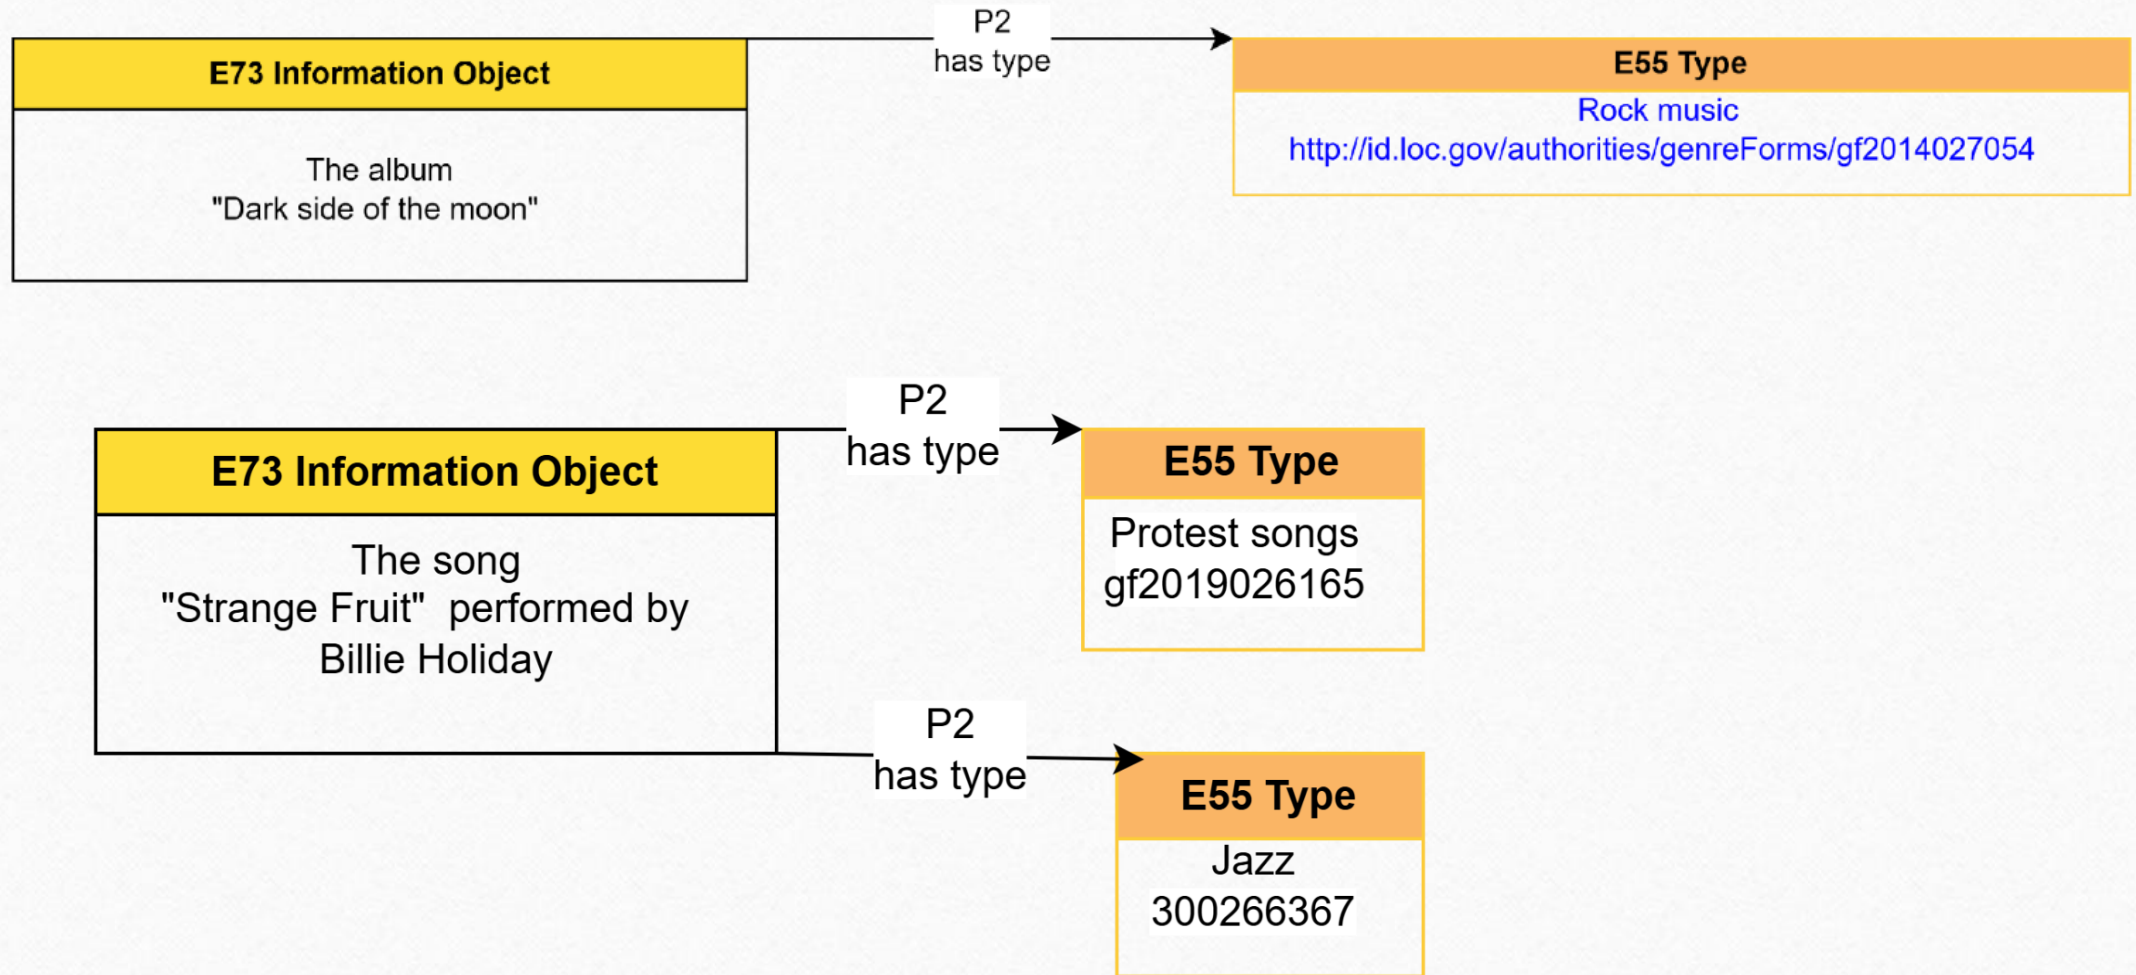 P2
has type
E73 Information Object
The album
"Dark side of the moon"
E55 Type
Rock music
http://id.loc.gov/authorities/genreForms/gf2014027054
P2
has type
E73 Information Object
The song
"Strange Fruit"  performed by
Billie Holiday
E55 Type
Protest songs
gf2019026165
P2
has type
E55 Type
Jazz
300266367